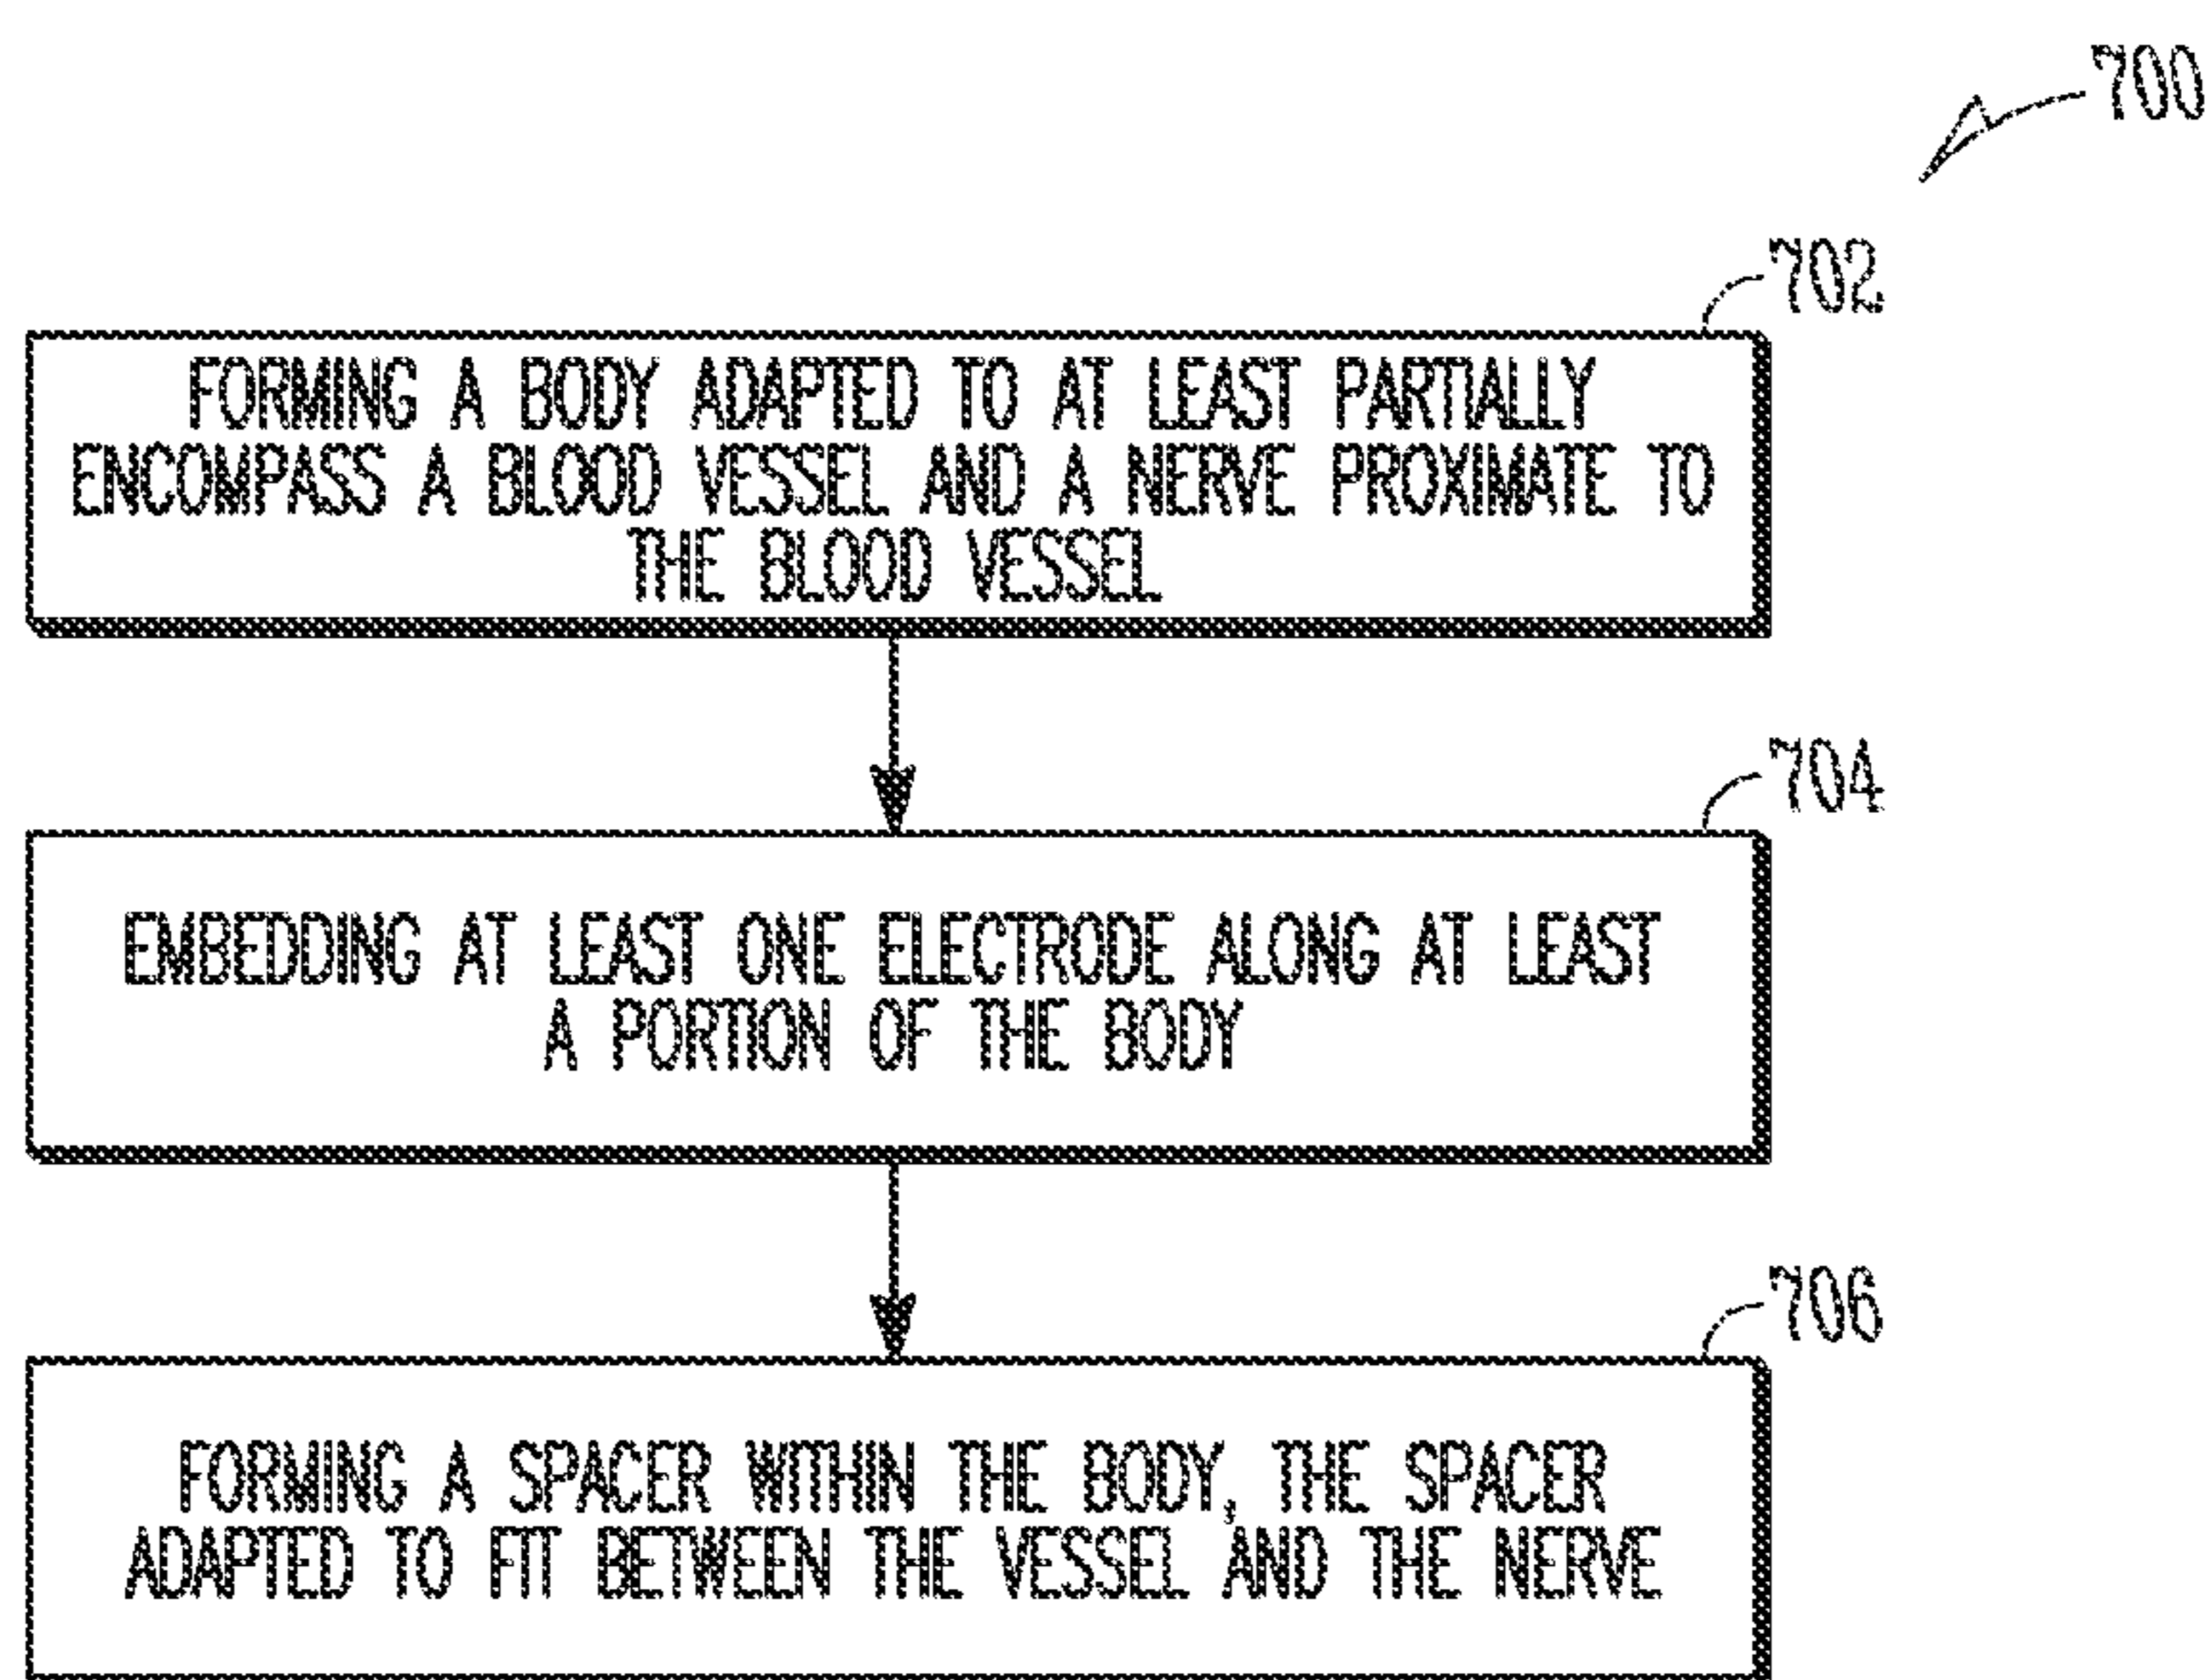 700
702
FORMING A BODY ADAPTED TO AT LEAST PARTIALLY
ENCOMPASS A BLOOD VESSEL AND A NERVE PROXIMATE TO
THE BLOOD VESSEL
704
EMBEDDING AT LEAST ONE ELECTRODE ALONG AT LEAST
A PORTION OF THE BODY
706
FORMING A SPACER WITHIN THE BODY, THE SPACER
ADAPTED TO FIT BETWEEN THE VESSEL AND THE NERVE